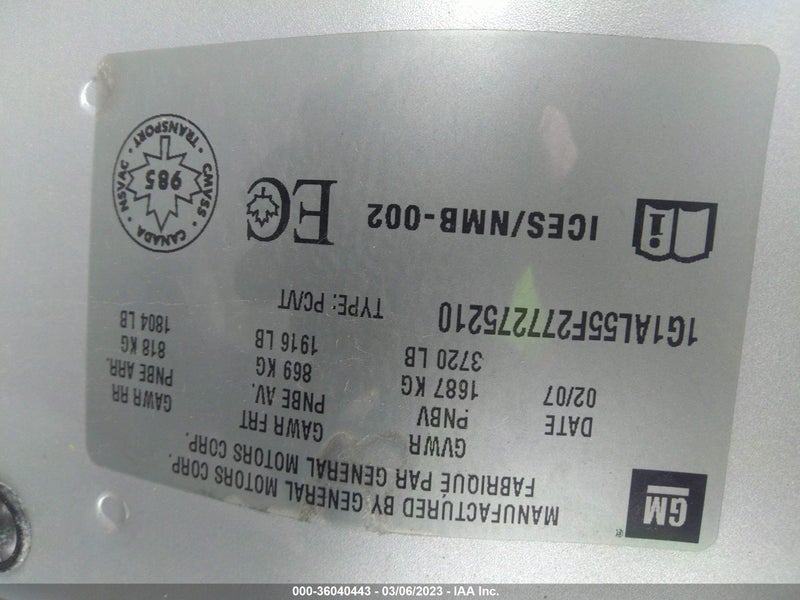 GM
®
MANUFACTURED BY GENERAL MOTORS CORP.
FABRIQUÉ PAR GENERAL MOTORS CORP.
DATE GVWR GAWR FRT GAWR RR
PNBV PNBE AV. PNBE ARR.
02/07 1687 KG 869 KG 818 KG
3720 LB 1916 LB 1804 LB
1G1AL55F277275210 TYPE: PC/VT
i ICES/NMB-002 EC
NSVAC · TRANSPORT · CMVSS · CANADA ·
985
000-36040443 - 03/06/2023 - IAA Inc.